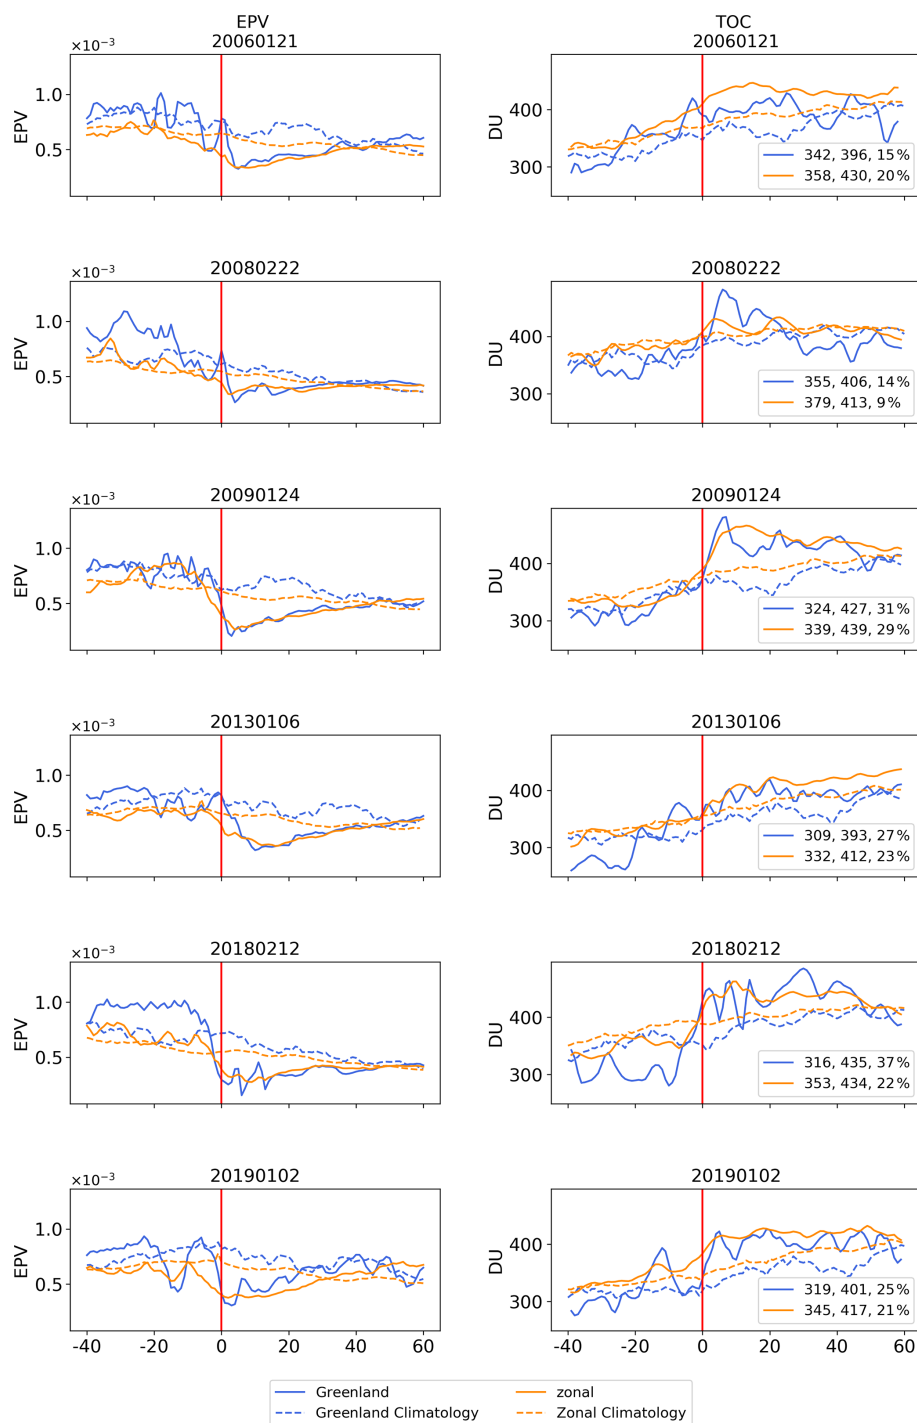 EPV
20060121
×10⁻³
1.0
0.5
EPV
TOC
20060121
400
300
DU
342, 396, 15%
358, 430, 20%
20080222
×10⁻³
1.0
0.5
EPV
20080222
400
300
DU
355, 406, 14%
379, 413, 9%
20090124
×10⁻³
1.0
0.5
EPV
20090124
400
300
DU
324, 427, 31%
339, 439, 29%
20130106
×10⁻³
1.0
0.5
EPV
20130106
400
300
DU
309, 393, 27%
332, 412, 23%
20180212
×10⁻³
1.0
0.5
EPV
20180212
400
300
DU
316, 435, 37%
353, 434, 22%
20190102
×10⁻³
1.0
0.5
EPV
-40 -20 0 20 40 60
20190102
400
300
DU
319, 401, 25%
345, 417, 21%
-40 -20 0 20 40 60
Greenland
Greenland Climatology
zonal
Zonal Climatology